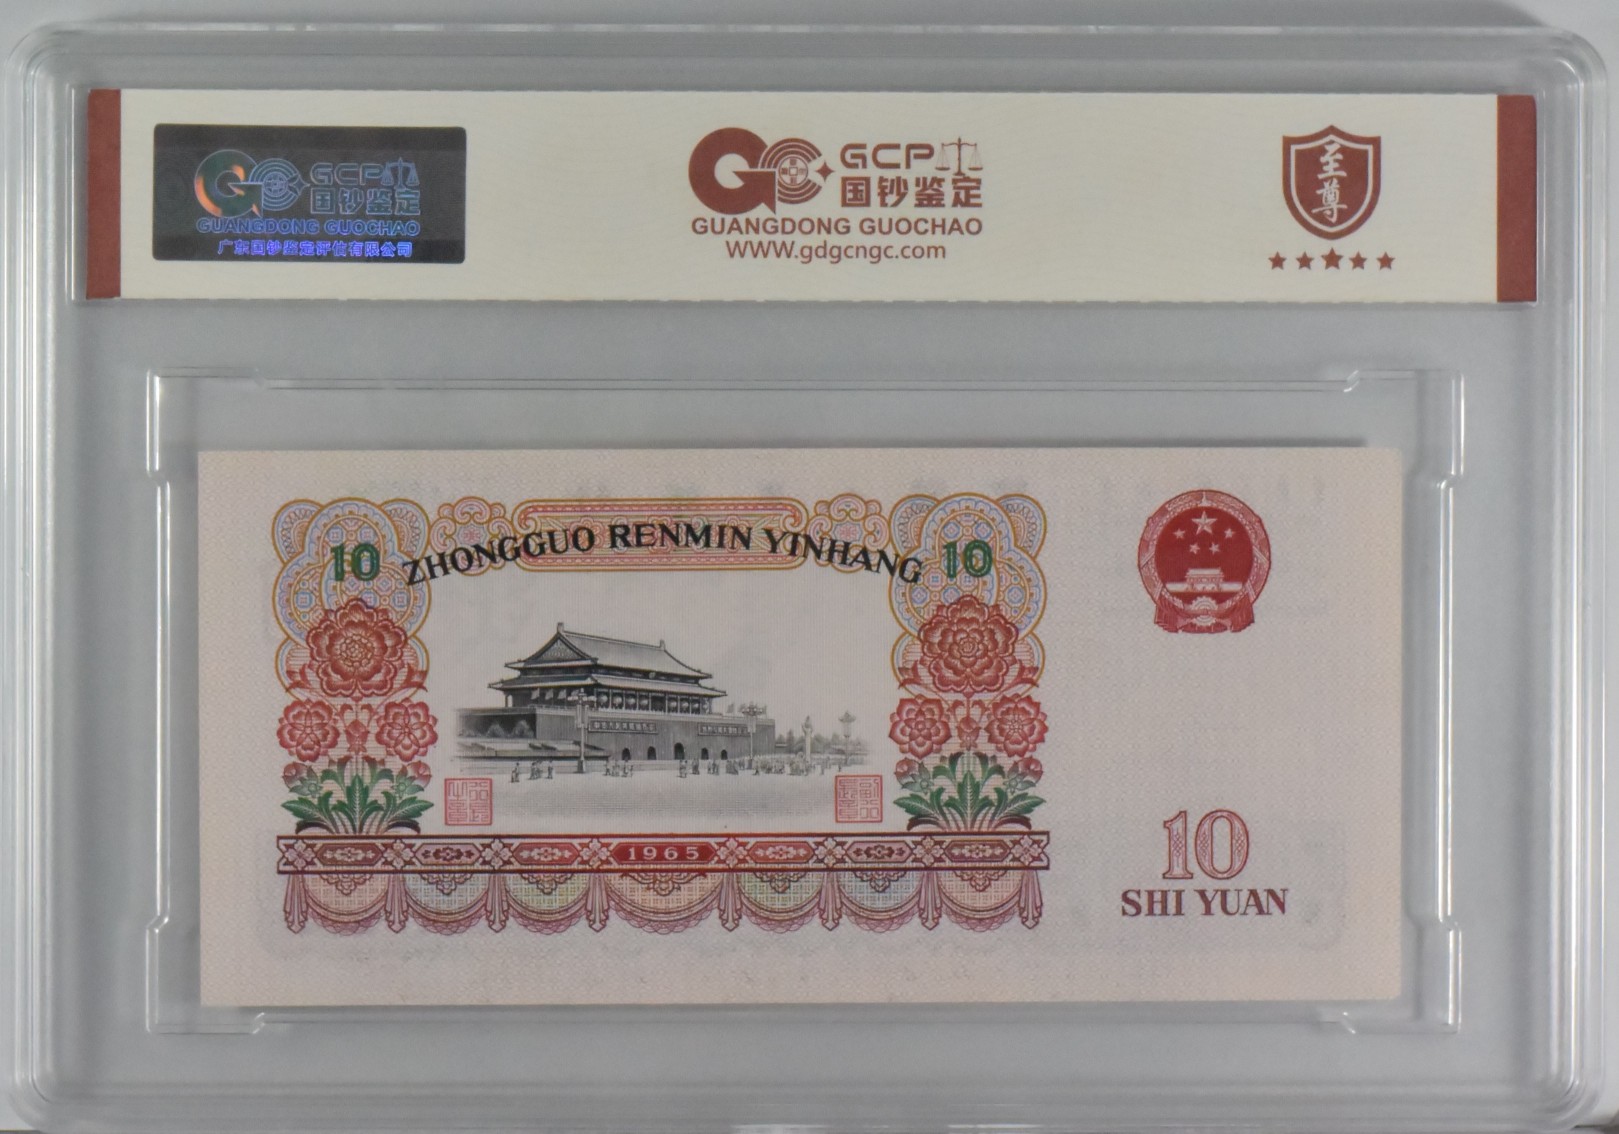 GCP
国钞鉴定
GUANGDONG GUOCHAO
广东国钞鉴定评估有限公司
GCP
国钞鉴定
GUANGDONG GUOCHAO
WWW.gdgcngc.com
至尊
10 ZHONGGUO RENMIN YINHANG 10
1965
10
SHI YUAN